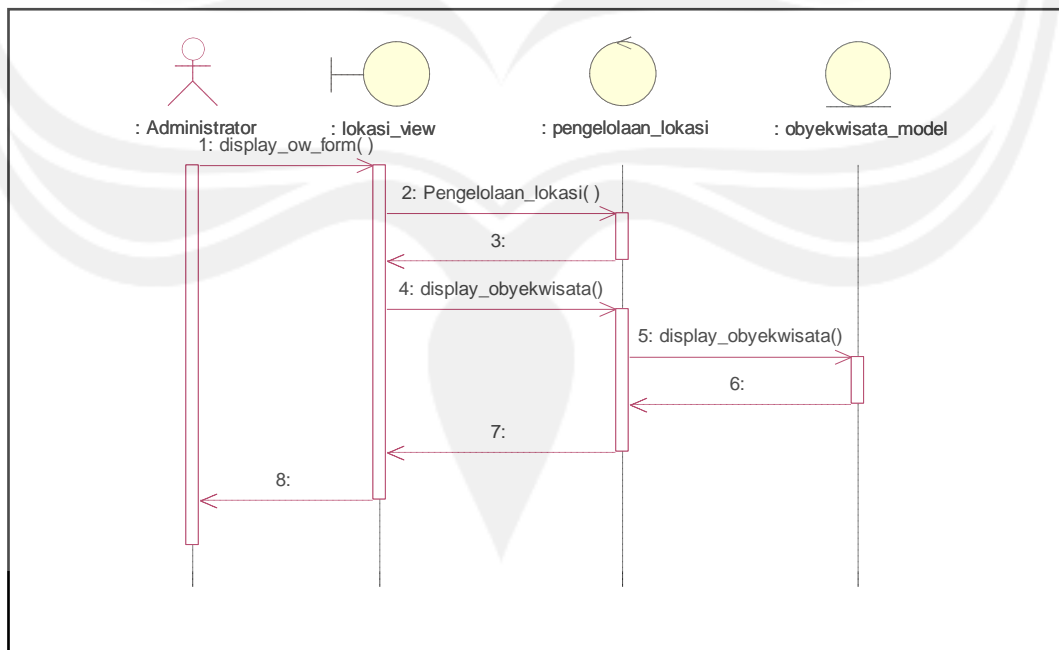 : Administrator
: lokasi_view
: pengelolaan_lokasi
: obyekwisata_model
1: display_ow_form( )
2: Pengelolaan_lokasi( )
3:
4: display_obyekwisata()
5: display_obyekwisata()
6:
7:
8: